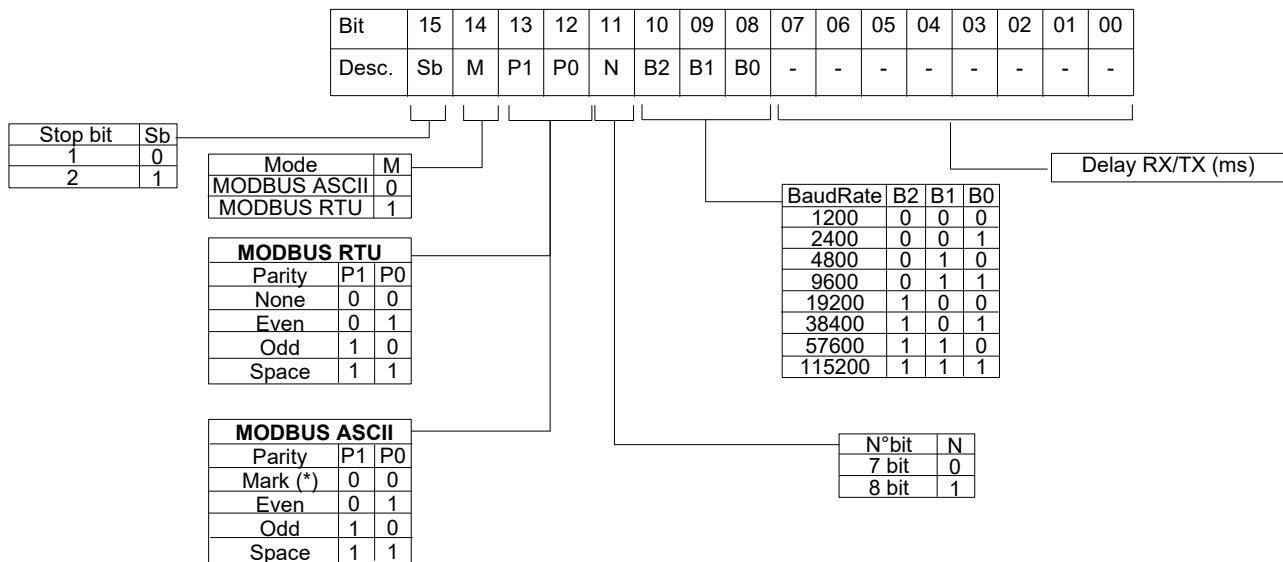 Bit 15 14 13 12 11 10 09 08 07 06 05 04 03 02 01 00
Desc. Sb M P1 P0 N B2 B1 B0 - - - - - - - -
Stop bit Sb
1 0
2 1
Mode M
MODBUS ASCII 0
MODBUS RTU 1
Delay RX/TX (ms)
BaudRate B2 B1 B0
1200 0 0 0
2400 0 0 1
4800 0 1 0
9600 0 1 1
19200 1 0 0
38400 1 0 1
57600 1 1 0
115200 1 1 1
MODBUS RTU
Parity P1 P0
None 0 0
Even 0 1
Odd 1 0
Space 1 1
MODBUS ASCII
Parity P1 P0
Mark (*) 0 0
Even 0 1
Odd 1 0
Space 1 1
N°bit N
7 bit 0
8 bit 1